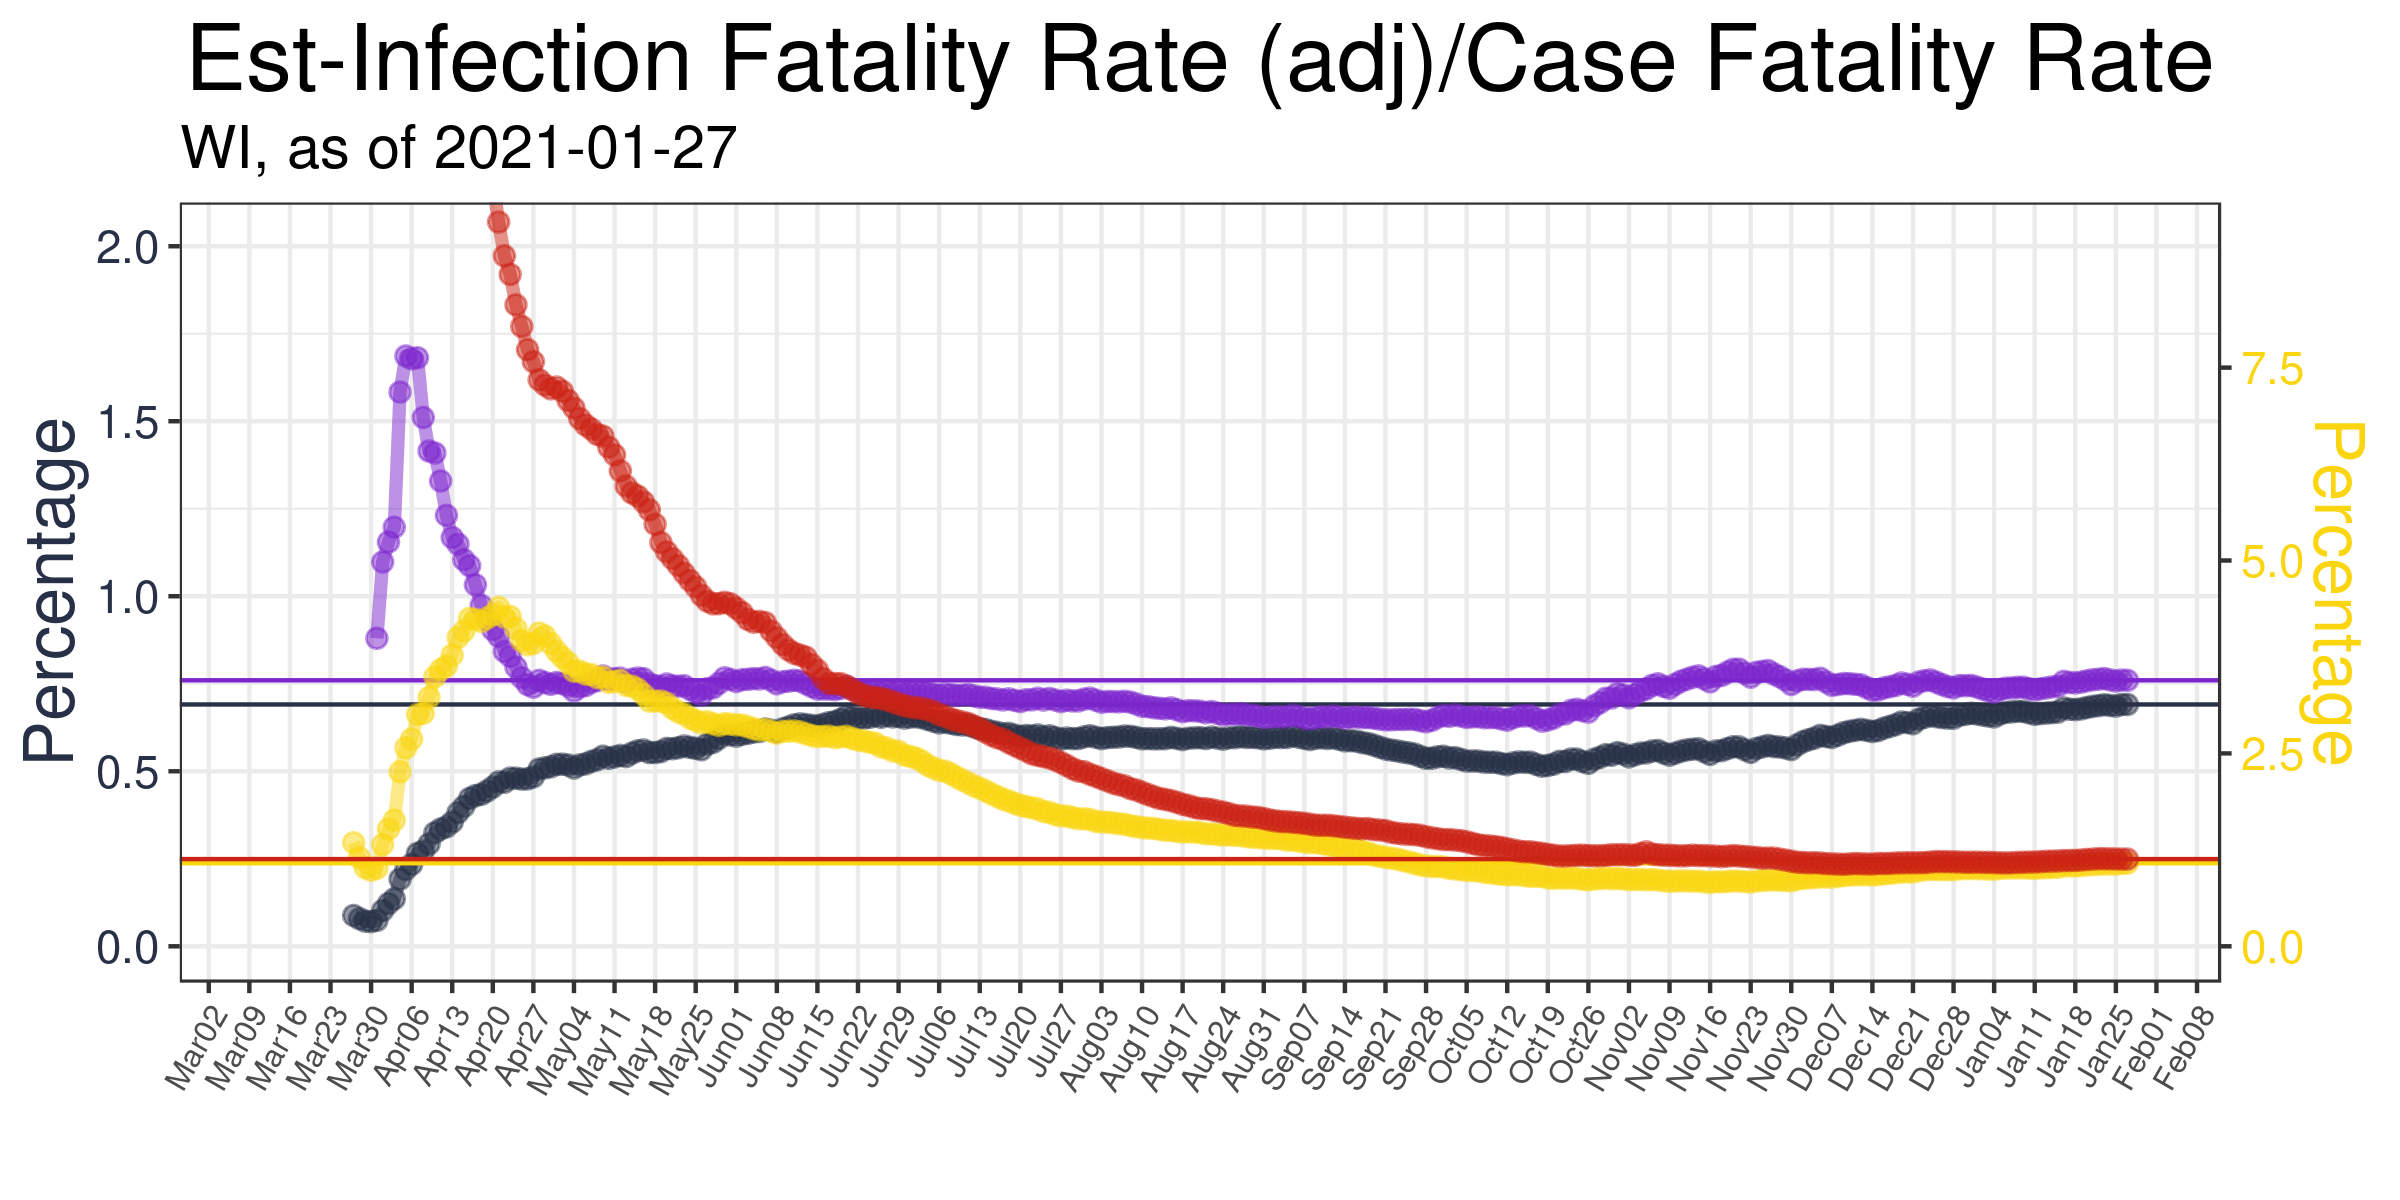 Est-Infection Fatality Rate (adj)/Case Fatality Rate
WI, as of 2021-01-27
Percentage
2.0
1.5
1.0
0.5
0.0
7.5
5.0
2.5
0.0
Percentage
Mar02 Mar09 Mar16 Mar23 Mar30 Apr06 Apr13 Apr20 Apr27 May04 May11 May18 May25 Jun01 Jun08 Jun15 Jun22 Jun29 Jul06 Jul13 Jul20 Jul27 Aug03 Aug10 Aug17 Aug24 Aug31 Sep07 Sep14 Sep21 Sep28 Oct05 Oct12 Oct19 Oct26 Nov02 Nov09 Nov16 Nov23 Nov30 Dec07 Dec14 Dec21 Dec28 Jan04 Jan11 Jan18 Jan25 Feb01 Feb08